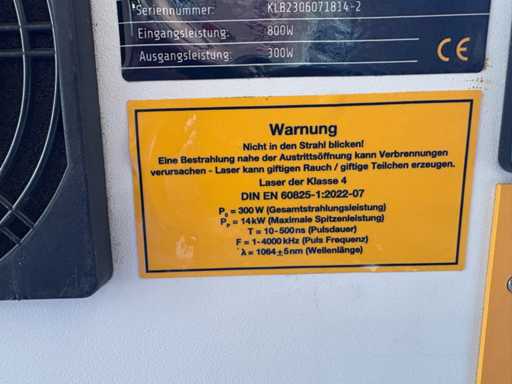 Seriennummer: KLB2306071814-2
Eingangsleistung: 800W
Ausgangsleistung: 300W
CE
Warnung
Nicht in den Strahl blicken!
Eine Bestrahlung nahe der Austrittsöffnung kann Verbrennungen
verursachen - Laser kann giftigen Rauch / giftige Teilchen erzeugen.
Laser der Klasse 4
DIN EN 60825-1:2022-07
P₀ = 300 W (Gesamtstrahlungsleistung)
Pₚ = 14kW (Maximale Spitzenleistung)
T = 10-500ns (Pulsdauer)
F = 1-4000 kHz (Puls Frequenz)
λ = 1064±5nm (Wellenlänge)